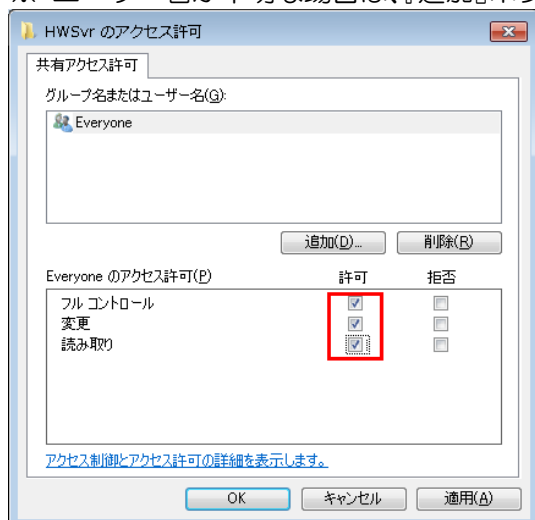 HWSvr のアクセス許可
共有アクセス許可
グループ名またはユーザー名(G):
Everyone
追加(D)...
削除(R)
Everyone のアクセス許可(P) 許可 拒否
フル コントロール
変更
読み取り
アクセス制御とアクセス許可の詳細を表示します。
OK キャンセル 適用(A)